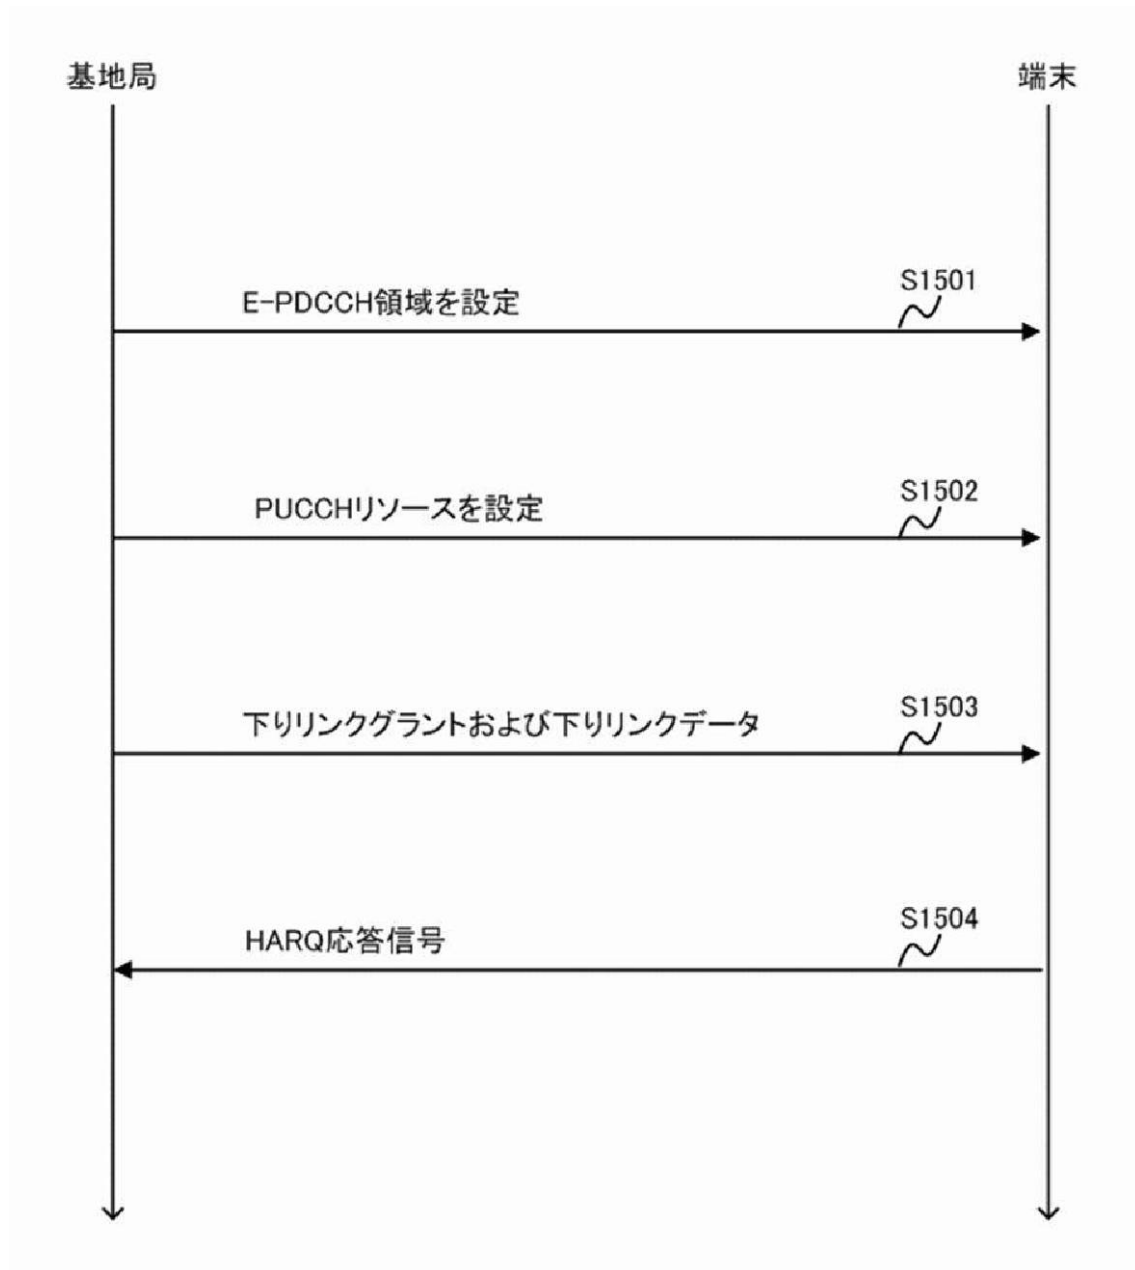 基地局
端末
S1501
E-PDCCH領域を設定
S1502
PUCCHリソースを設定
S1503
下りリンクグラントおよび下りリンクデータ
S1504
HARQ応答信号